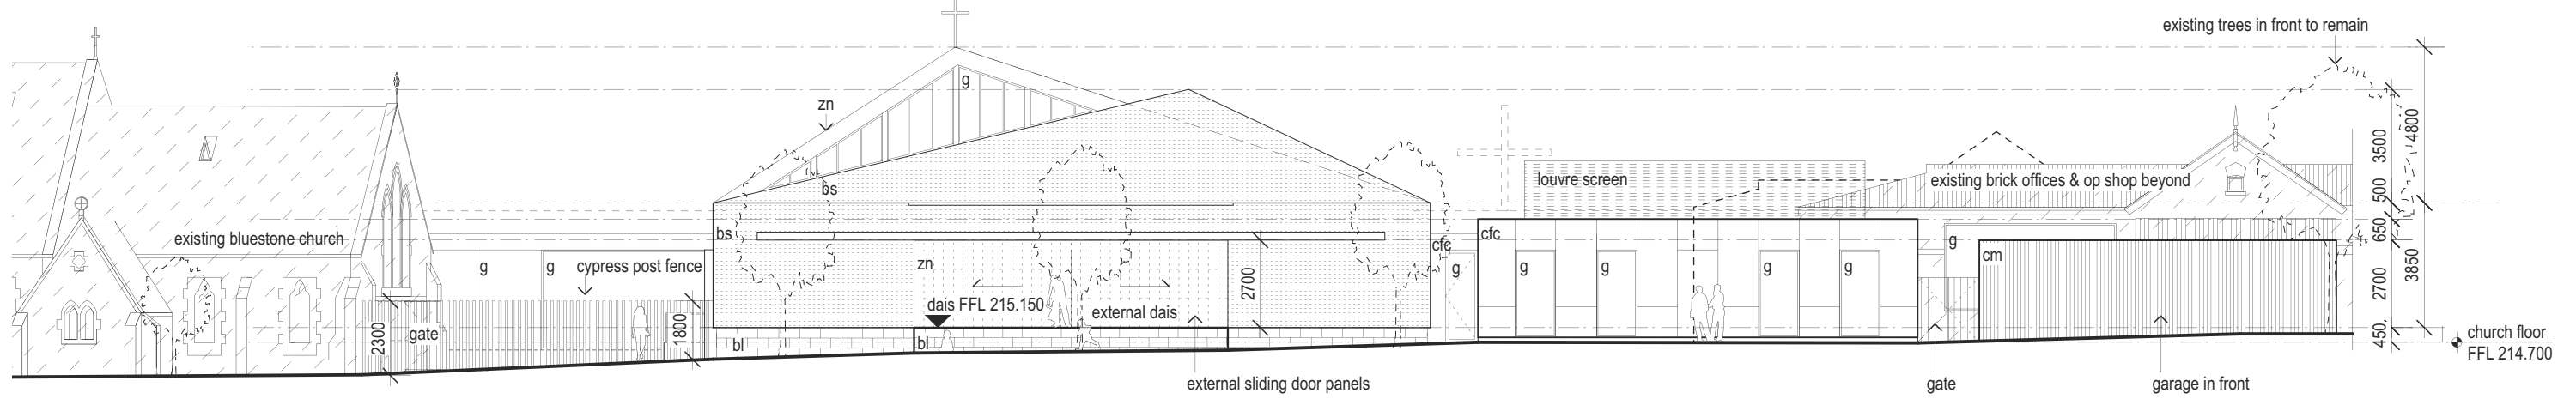 existing trees in front to remain
g
zn
bs
louvre screen
existing brick offices & op shop beyond
3500
4800
500
existing bluestone church
bs
cfc
cfc
g
650
g
g
cypress post fence
zn
g
g
g
g
g
cm
3850
2700
2700
dais FFL 215.150
external dais
2300
gate
1800
bl
bl
450
church floor
FFL 214.700
external sliding door panels
gate
garage in front